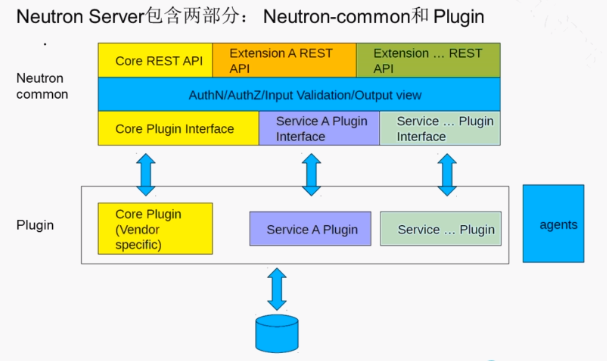 Neutron Server包含两部分： Neutron-common和 Plugin
Neutron
common
Core REST API
Extension A REST
API
Extension … REST
API
AuthN/AuthZ/Input Validation/Output view
Core Plugin Interface
Service A Plugin
Interface
Service … Plugin
Interface
Plugin
Core Plugin
(Vendor
specific)
Service A Plugin
Service … Plugin
agents